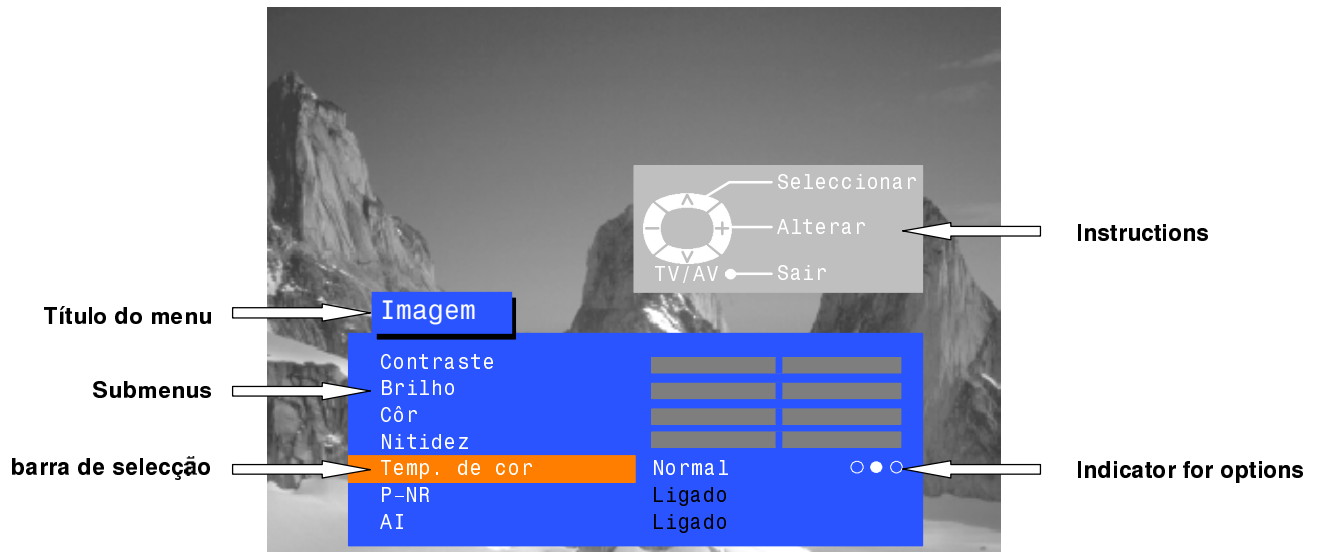 Seleccionar
Alterar
TV/AV Sair
Instructions
Título do menu
Imagem
Submenus
Contraste
Brilho
Côr
Nitidez
barra de selecção
Temp. de cor Normal
Indicator for options
P-NR Ligado
AI Ligado